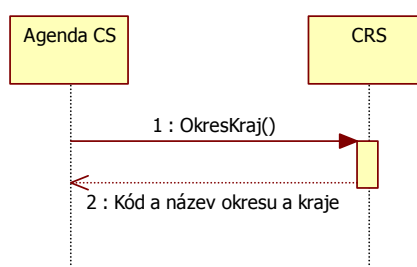 Agenda CS
CRS
1 : OkresKraj()
2 : Kód a název okresu a kraje